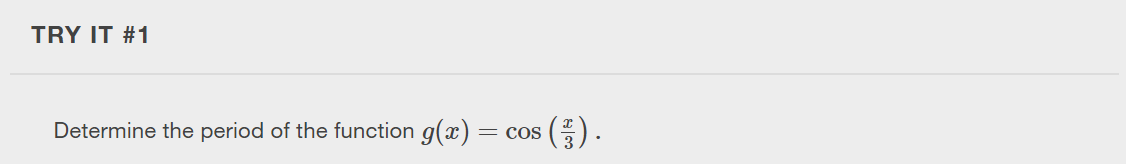 TRY IT #1
Determine the period of the function g(x) = cos (x/3) .